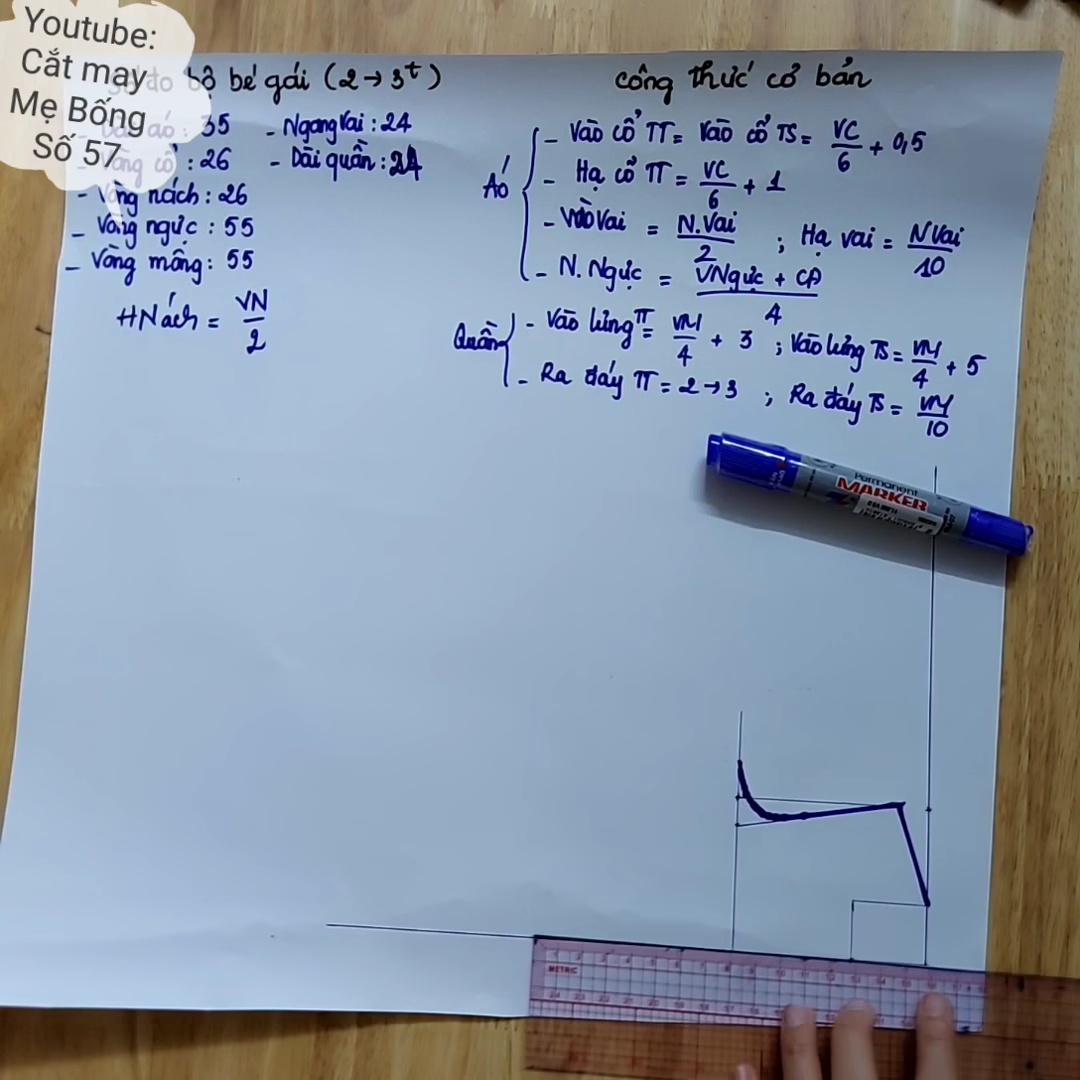 Youtube:
Cắt may
Mẹ Bống
Số 57
đo bộ bé gái (2→3t)
áo: 35
- Ngang vai: 24
cổ: 26
- Dài quần: 24
- Vòng nách: 26
- Vòng ngực: 55
- Vòng mông: 55
HNách = VN/2
công thức cơ bản
Áo
- Vào cổ TT = Vào cổ TS = VC/6 + 0,5
- Hạ cổ TT = VC/6 + 1
- Vào Vai = N.Vai/2 ; Hạ vai = N Vai/10
- N. Ngực = (VNgực + CĐ)/4
Quần
- Vào lưng TT = VM/4 + 3 ; Vào lưng TS = VM/4 + 5
- Ra đáy TT = 2→3 ; Ra đáy TS = VM/10
Permanent
MARKER
METRIC